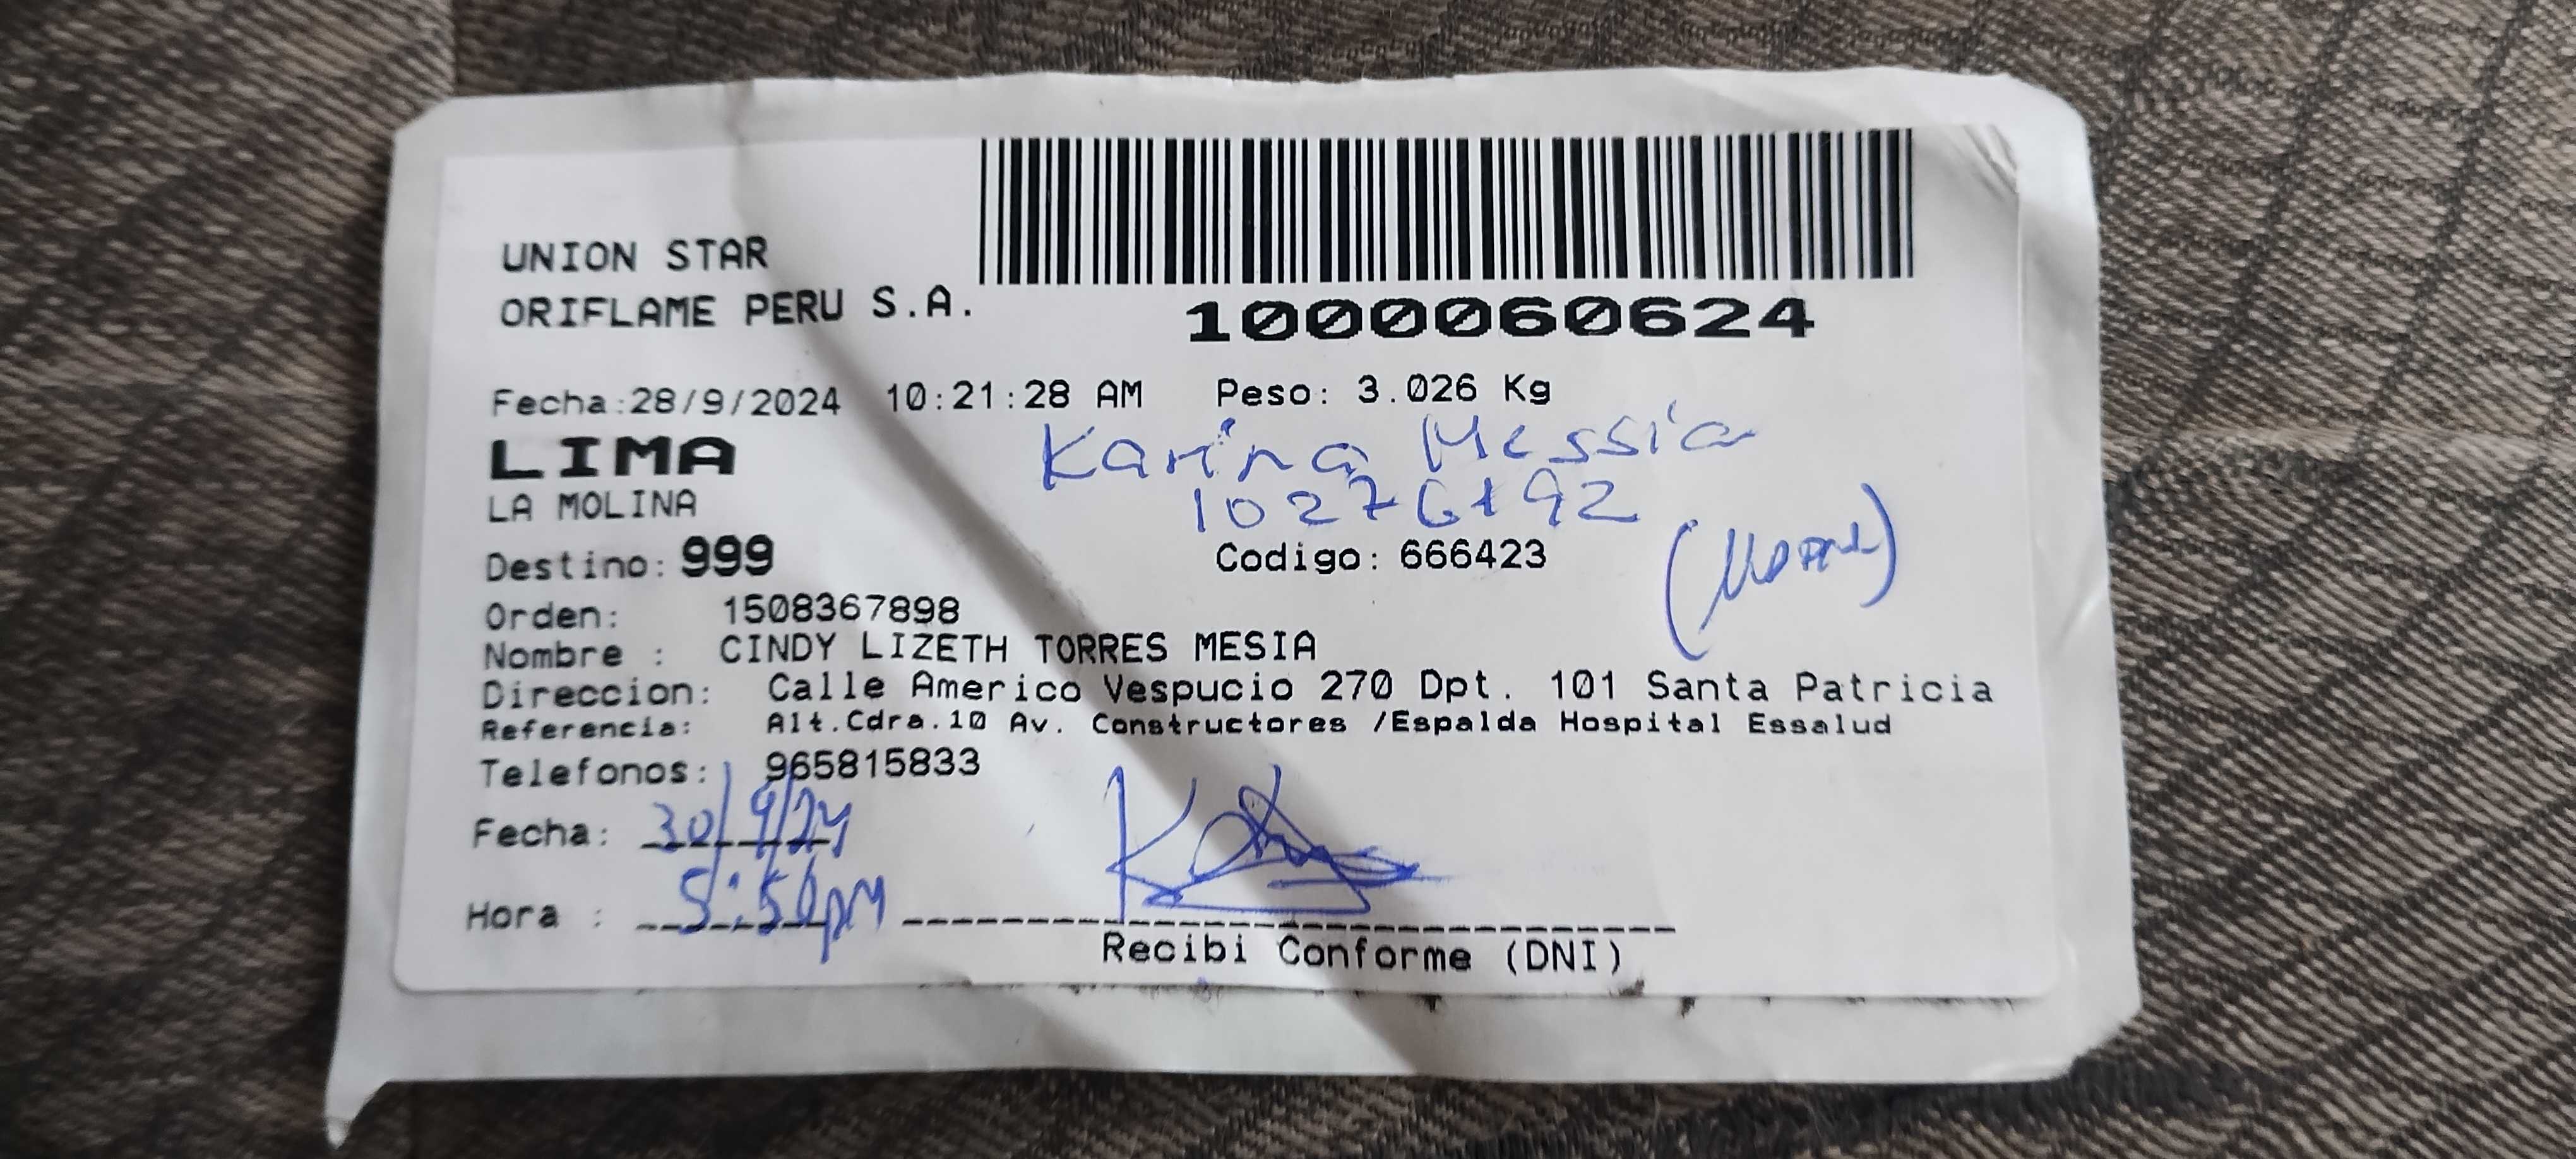 UNION STAR
ORIFLAME PERU S.A.
1000060624
Fecha:28/9/2024 10:21:28 AM Peso: 3.026 Kg
LIMA
Karina Messia
LA MOLINA
Destino: 999
Codigo: 666423
Orden: 1508367898
Nombre : CINDY LIZETH TORRES MESIA
Direccion: Calle Americo Vespucio 270 Dpt. 101 Santa Patricia
Referencia: Alt.Cdra.10 Av. Constructores /Espalda Hospital Essalud
Telefonos: 965815833
Fecha: 30/9/24
Hora : 5:50pm
Recibi Conforme (DNI)